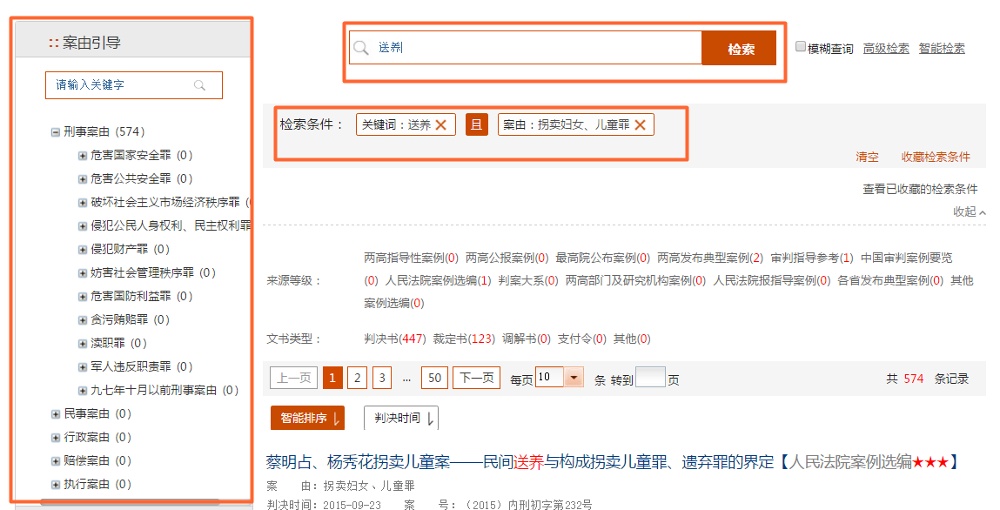 案由引导
请输入关键字
刑事案由 (574)
危害国家安全罪 (0)
危害公共安全罪 (0)
破坏社会主义市场经济秩序罪 (
侵犯公民人身权利、民主权利罪
侵犯财产罪 (0)
妨害社会管理秩序罪 (0)
危害国防利益罪 (0)
贪污贿赂罪 (0)
渎职罪 (0)
军人违反职责罪 (0)
九七年十月以前刑事案由 (0)
民事案由 (0)
行政案由 (0)
赔偿案由 (0)
执行案由 (0)
送养 检索 模糊查询 高级检索 智能检索
检索条件： 关键词：送养 且 案由：拐卖妇女、儿童罪
清空 收藏检索条件
查看已收藏的检索条件
收起
来源等级：
两高指导性案例(0) 两高公报案例(0) 最高院公布案例(0) 两高发布典型案例(2) 审判指导参考(1) 中国审判案例要览
(0) 人民法院案例选编(1) 判案大系(0) 两高部门及研究机构案例(0) 人民法院报指导案例(0) 各省发布典型案例(0) 其他
案例选编(0)
文书类型： 判决书(447) 裁定书(123) 调解书(0) 支付令(0) 其他(0)
上一页 1 2 3 ... 50 下一页 每页 10 条 转到 页 共 574 条记录
智能排序 判决时间
蔡明占、杨秀花拐卖儿童案——民间送养与构成拐卖儿童罪、遗弃罪的界定【人民法院案例选编★★★】
案 由：拐卖妇女、儿童罪
判决时间：2015-09-23 案 号：（2015）内刑初字第232号